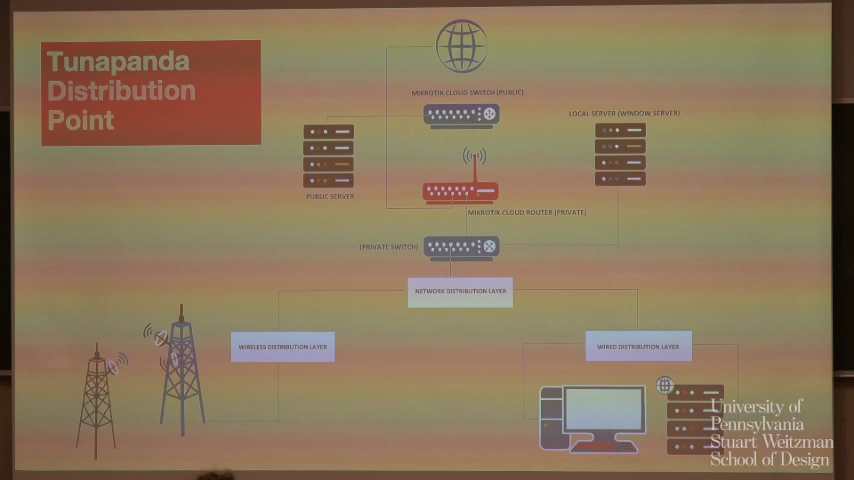 Tunapanda
Distribution
Point
MIKROTIK CLOUD SWITCH (PUBLIC)
LOCAL SERVER (WINDOW SERVER)
PUBLIC SERVER
MIKROTIK CLOUD ROUTER (PRIVATE)
(PRIVATE SWITCH)
NETWORK DISTRIBUTION LAYER
WIRELESS DISTRIBUTION LAYER
WIRED DISTRIBUTION LAYER
University of
Pennsylvania
Stuart Weitzman
School of Design